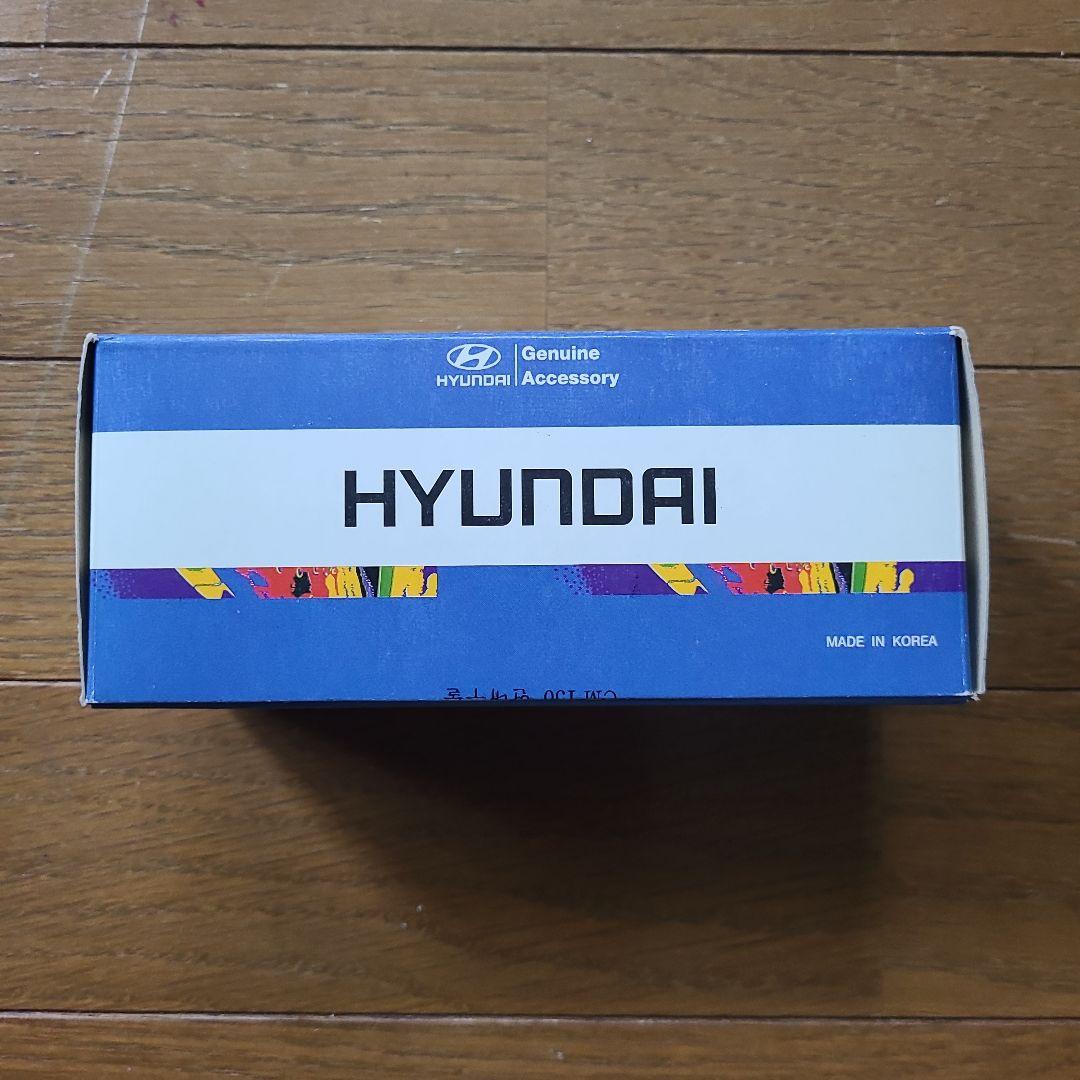 HYUNDAI
Genuine
Accessory
HYUNDAI
MADE IN KOREA